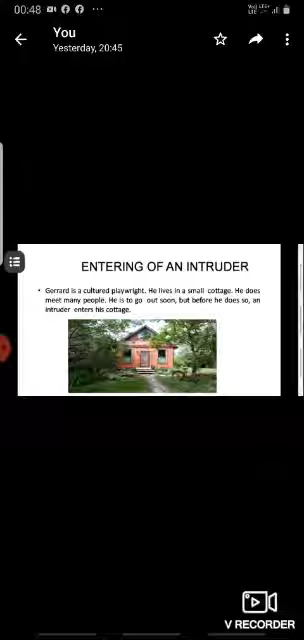 00:48
You
Yesterday, 20:45
ENTERING OF AN INTRUDER
• Gerrard is a cultured playwright. He lives in a small cottage. He does
meet many people. He is to go out soon, but before he does so, an
intruder enters his cottage.
V RECORDER